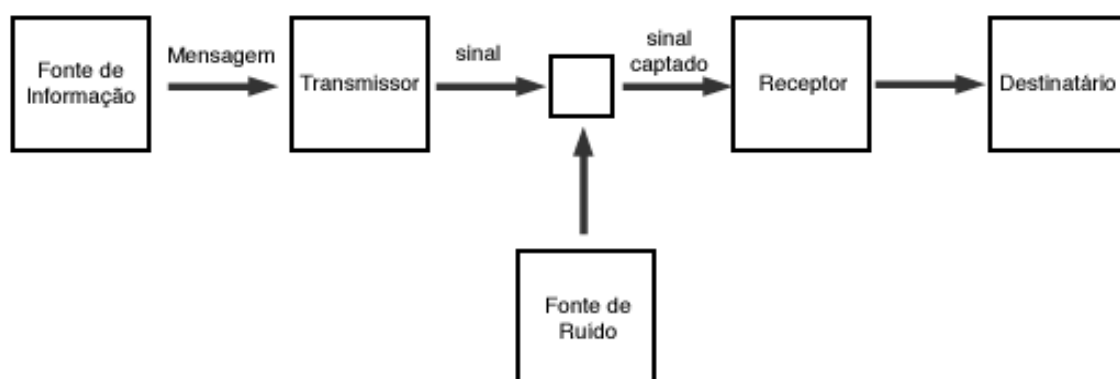 Fonte de
Informação
Mensagem
Transmissor
sinal
sinal
captado
Receptor
Destinatário
Fonte de
Ruido